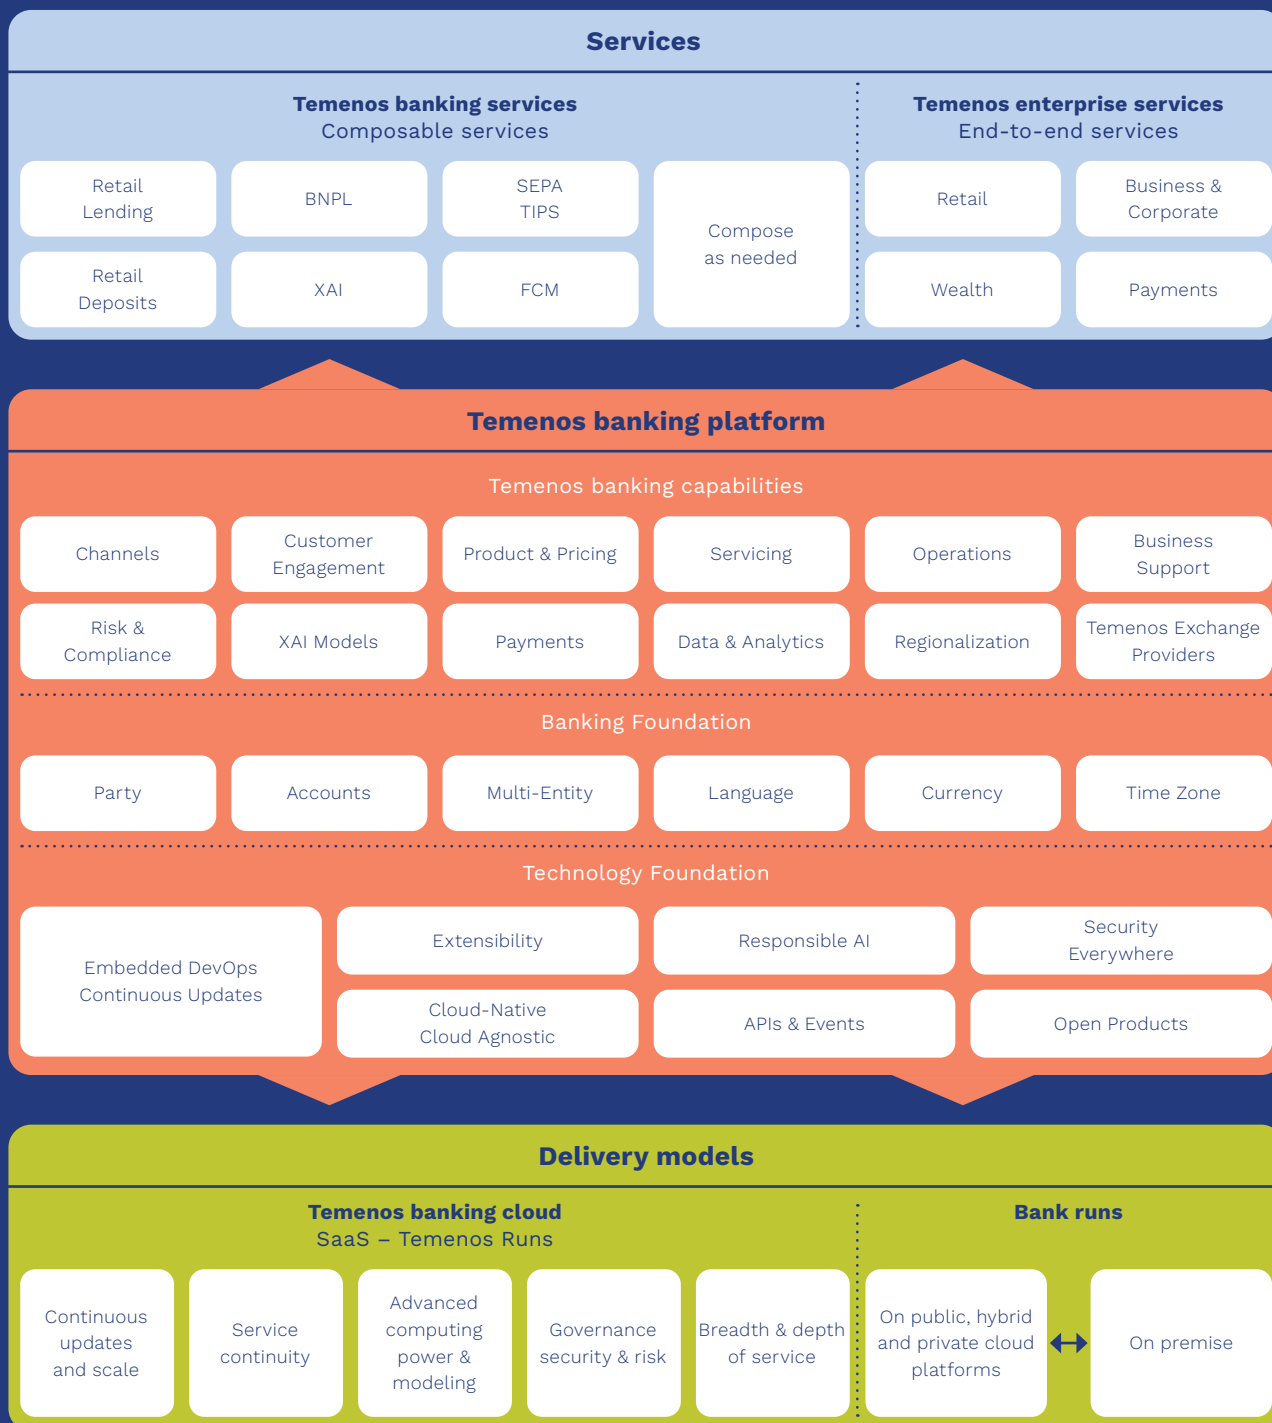 Services
Temenos banking services
Composable services
Temenos enterprise services
End-to-end services
Retail
Lending
BNPL
SEPA
TIPS
Compose
as needed
Retail
Business &
Corporate
Retail
Deposits
XAI
FCM
Wealth
Payments
Temenos banking platform
Temenos banking capabilities
Channels
Customer
Engagement
Product & Pricing
Servicing
Operations
Business
Support
Risk &
Compliance
XAI Models
Payments
Data & Analytics
Regionalization
Temenos Exchange
Providers
Banking Foundation
Party
Accounts
Multi-Entity
Language
Currency
Time Zone
Technology Foundation
Embedded DevOps
Continuous Updates
Extensibility
Responsible AI
Security
Everywhere
Cloud-Native
Cloud Agnostic
APIs & Events
Open Products
Delivery models
Temenos banking cloud
SaaS – Temenos Runs
Bank runs
Continuous
updates
and scale
Service
continuity
Advanced
computing
power &
modeling
Governance
security & risk
Breadth & depth
of service
On public, hybrid
and private cloud
platforms
On premise